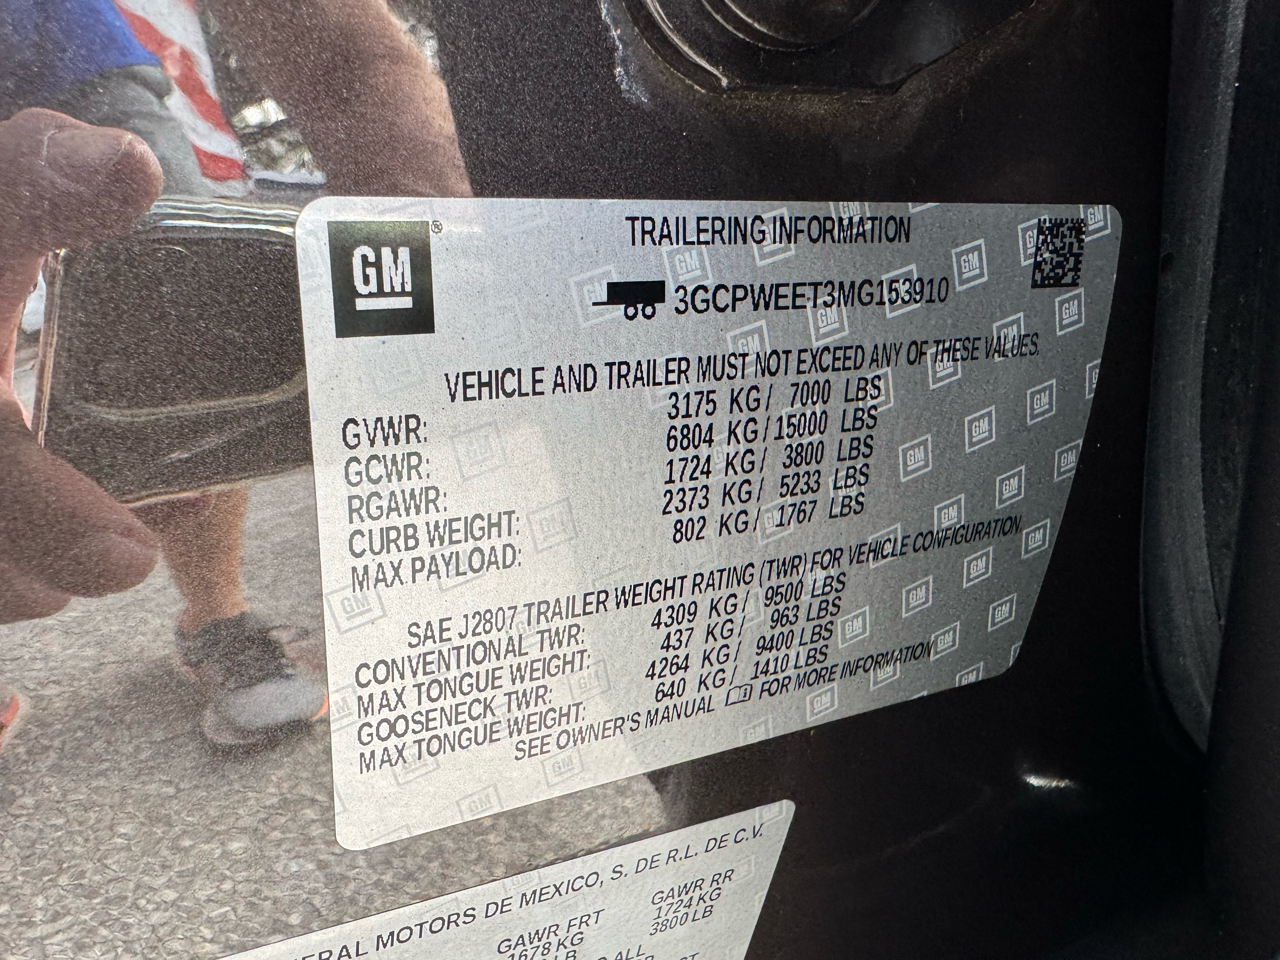 GM ®
TRAILERING INFORMATION
3GCPWEET3MG153910
VEHICLE AND TRAILER MUST NOT EXCEED ANY OF THESE VALUES.
GVWR: 3175 KG/ 7000 LBS
GCWR: 6804 KG/15000 LBS
RGAWR: 1724 KG/ 3800 LBS
CURB WEIGHT: 2373 KG/ 5233 LBS
MAX PAYLOAD: 802 KG/ 1767 LBS
SAE J2807 TRAILER WEIGHT RATING (TWR) FOR VEHICLE CONFIGURATION.
CONVENTIONAL TWR: 4309 KG/ 9500 LBS
MAX TONGUE WEIGHT: 437 KG/ 963 LBS
GOOSENECK TWR: 4264 KG/ 9400 LBS
MAX TONGUE WEIGHT: 640 KG/ 1410 LBS
SEE OWNER'S MANUAL FOR MORE INFORMATION
MOTORS DE MEXICO, S. DE R.L. DE C.V.
GAWR FRT GAWR RR
1678 KG 1724 KG
LB 3800 LB
ALL